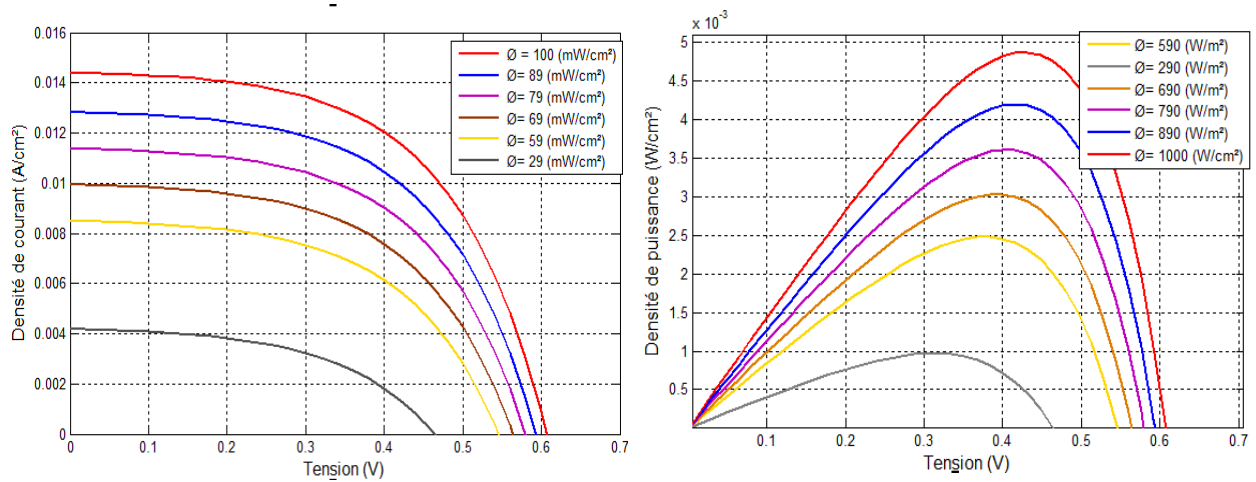 0.016
0.014
0.012
0.01
0.008
0.006
0.004
0.002
0
Densité de courant (A/cm²)
0 0.1 0.2 0.3 0.4 0.5 0.6 0.7
Tension (V)
Ø = 100 (mW/cm²)
Ø= 89 (mW/cm²)
Ø= 79 (mW/cm²)
Ø= 69 (mW/cm²)
Ø= 59 (mW/cm²)
Ø= 29 (mW/cm²)
x 10⁻³
5
4.5
4
3.5
3
2.5
2
1.5
1
0.5
Densité de puissance (W/cm²)
0.1 0.2 0.3 0.4 0.5 0.6 0.7
Tension (V)
Ø= 590 (W/m²)
Ø= 290 (W/m²)
Ø= 690 (W/m²)
Ø= 790 (W/m²)
Ø= 890 (W/m²)
Ø= 1000 (W/cm²)